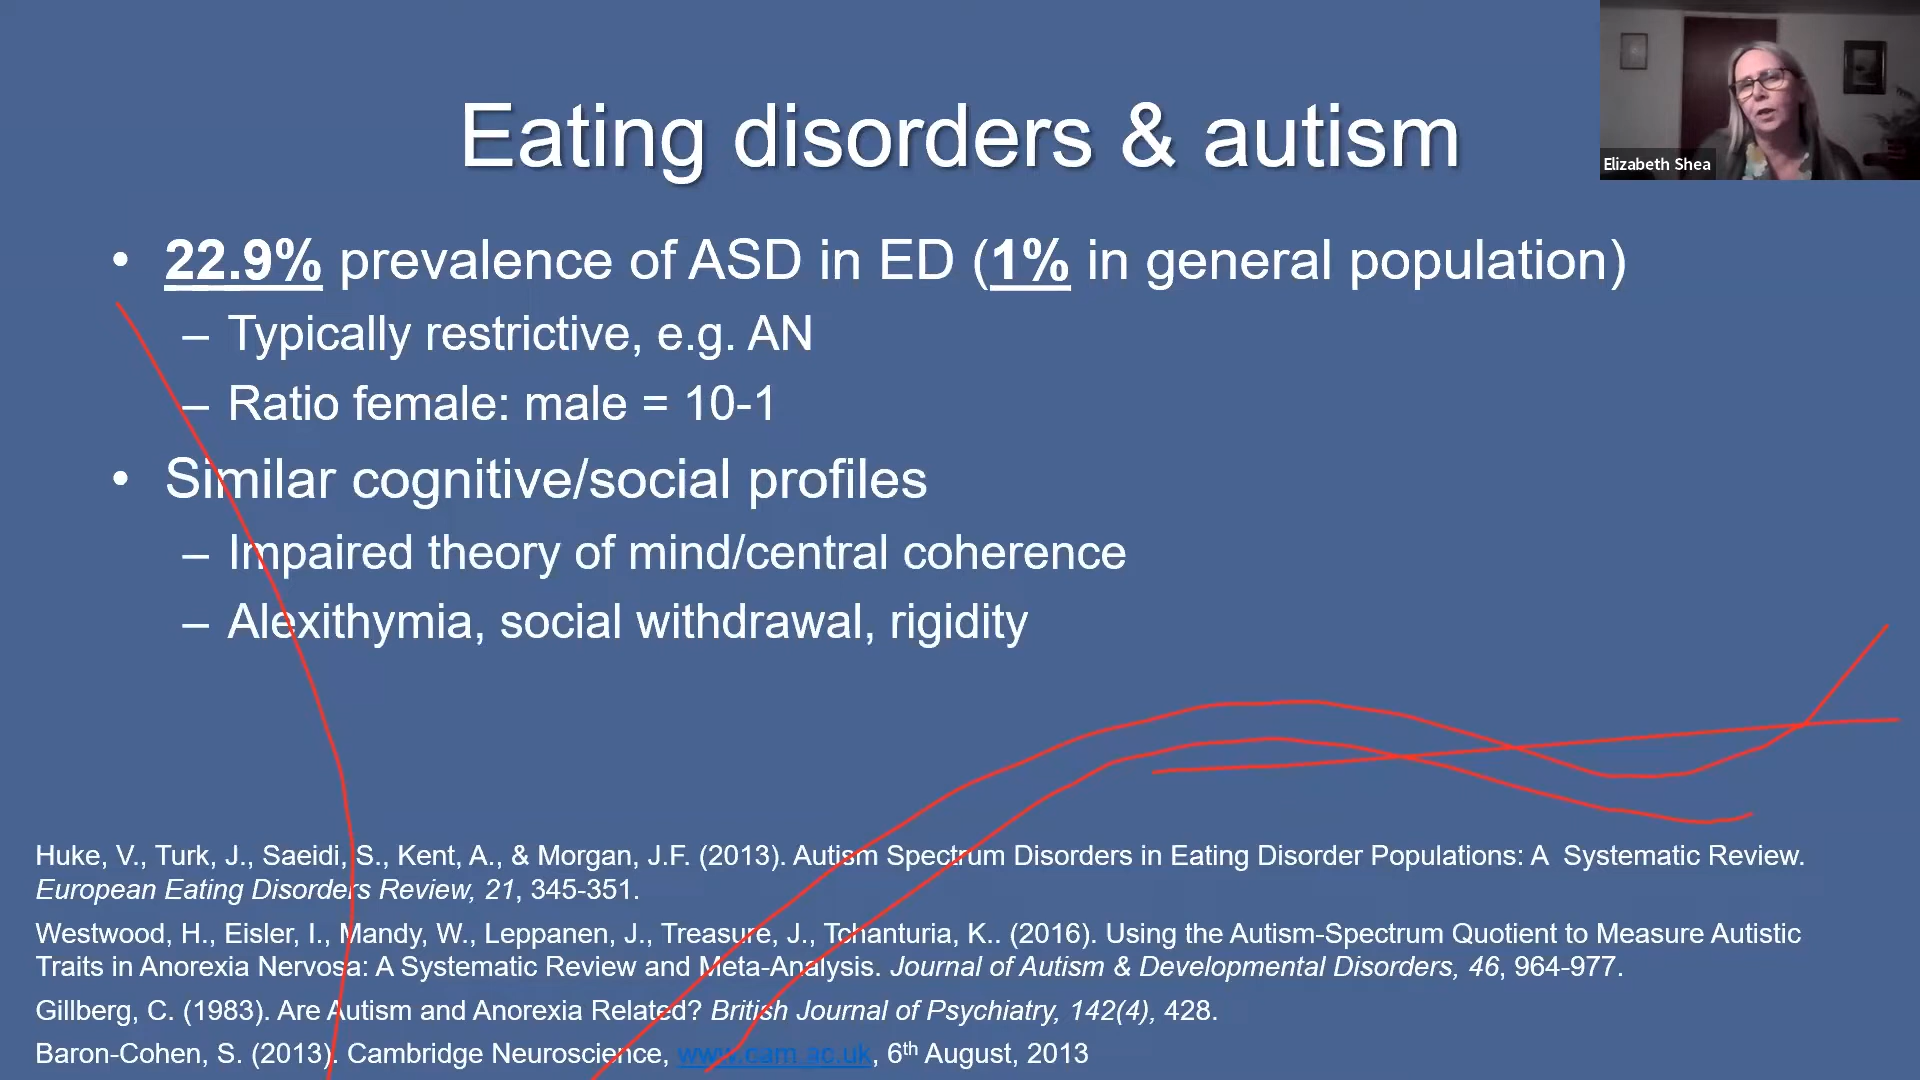 Eating disorders & autism
Elizabeth Shea
• 22.9% prevalence of ASD in ED (1% in general population)
– Typically restrictive, e.g. AN
– Ratio female: male = 10-1
• Similar cognitive/social profiles
– Impaired theory of mind/central coherence
– Alexithymia, social withdrawal, rigidity
Huke, V., Turk, J., Saeidi, S., Kent, A., & Morgan, J.F. (2013). Autism Spectrum Disorders in Eating Disorder Populations: A Systematic Review.
European Eating Disorders Review, 21, 345-351.
Westwood, H., Eisler, I., Mandy, W., Leppanen, J., Treasure, J., Tchanturia, K.. (2016). Using the Autism-Spectrum Quotient to Measure Autistic
Traits in Anorexia Nervosa: A Systematic Review and Meta-Analysis. Journal of Autism & Developmental Disorders, 46, 964-977.
Gillberg, C. (1983). Are Autism and Anorexia Related? British Journal of Psychiatry, 142(4), 428.
Baron-Cohen, S. (2013). Cambridge Neuroscience, www.cam.ac.uk, 6th August, 2013